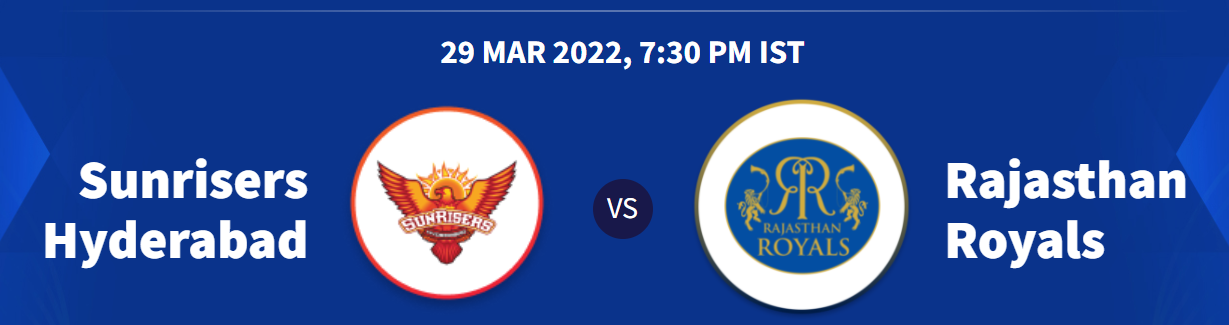 29 MAR 2022, 7:30 PM IST
Sunrisers
Hyderabad
SUNRISERS
VS
RAJASTHAN
ROYALS
Rajasthan
Royals